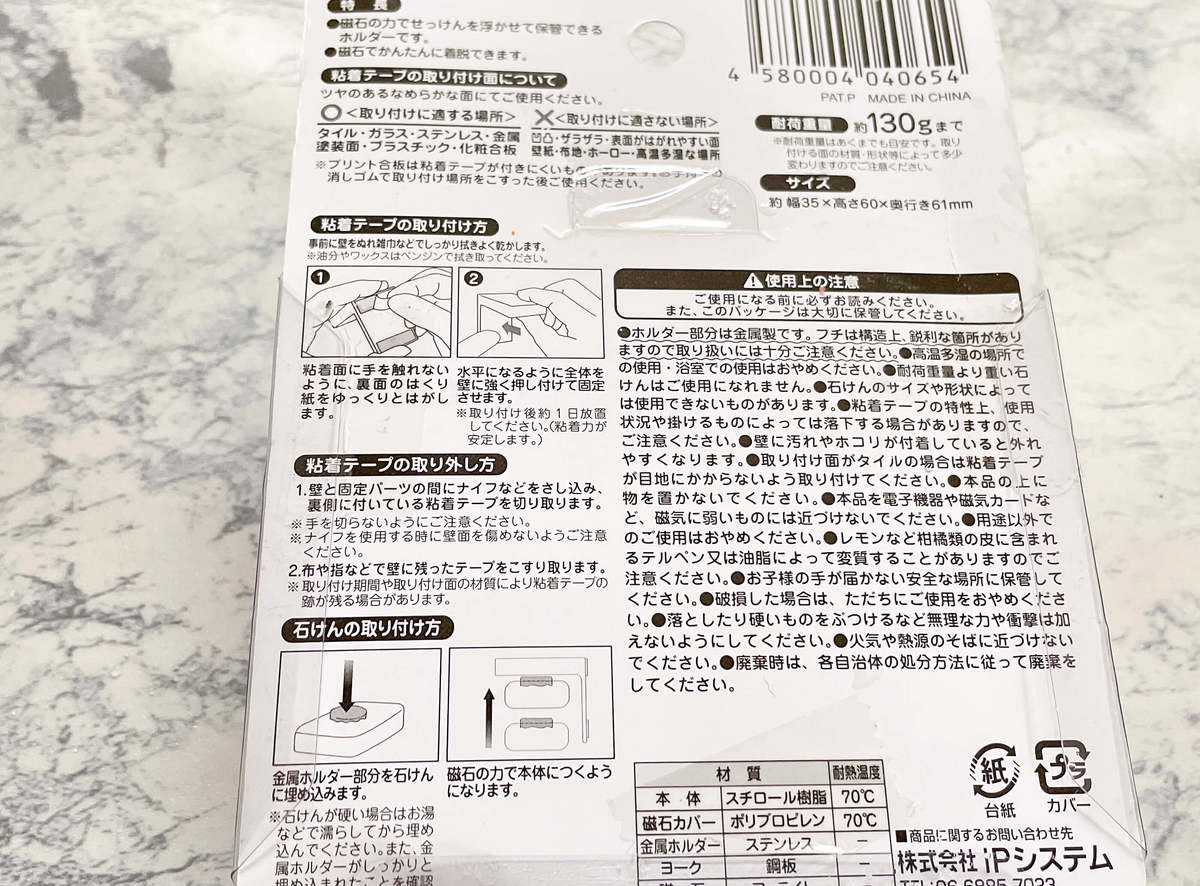 特長
●磁石の力でせっけんを浮かせて保管できる
ホルダーです。
●磁石でかんたんに着脱できます。
粘着テープの取り付け面について
ツヤのあるなめらかな面にてご使用ください。
○<取り付けに適する場所>
タイル・ガラス・ステンレス・金属
塗装面・プラスチック・化粧合板
×<取り付けに適さない場所>
凹凸・ザラザラ・表面がはがれやすい面
壁紙・布地・ホーロー・高温多湿な場所
※プリント合板は粘着テープが付きにくいもの
消しゴムで取り付け場所をこすった後ご使用ください。
4 580004 040654
PAT.P MADE IN CHINA
耐荷重量 約130gまで
※耐荷重量はあくまでも目安です。取り
付ける面の材質・形状等によって多少
変わりますのでご注意ください。
サイズ
約 幅35×高さ60×奥行き61mm
粘着テープの取り付け方
事前に壁をぬれ雑巾などでしっかり拭きよく乾かします。
※油分やワックスはベンジンで拭き取ってください。
1
2
粘着面に手を触れない
ように、裏面のはくり
紙をゆっくりとはがし
ます。
水平になるように全体を
壁に強く押し付けて固定
させます。
※取り付け後約1日放置
してください。(粘着力が
安定します。)
粘着テープの取り外し方
1.壁と固定パーツの間にナイフなどをさし込み、
裏側に付いている粘着テープを切り取ります。
※手を切らないようにご注意ください。
※ナイフを使用する時に壁面を傷めないようご注意
ください。
2.布や指などで壁に残ったテープをこすり取ります。
※取り付け期間や取り付け面の材質により粘着テープの
跡が残る場合があります。
石けんの取り付け方
金属ホルダー部分を石けん
に埋め込みます。
※石けんが硬い場合はお湯
などで濡らしてから埋め
込んでください。また、金
属ホルダーがしっかりと
埋め込まれたことを確認
磁石の力で本体につくよう
になります。
⚠使用上の注意
ご使用になる前に必ずお読みください。
また、このパッケージは大切に保管してください。
●ホルダー部分は金属製です。フチは構造上、鋭利な箇所があり
ますので取り扱いには十分ご注意ください。●高温多湿の場所で
の使用・浴室での使用はおやめください。●耐荷重量より重い石
けんはご使用になれません。●石けんのサイズや形状によって
は使用できないものがあります。●粘着テープの特性上、使用
状況や掛けるものによっては落下する場合がありますので、
ご注意ください。●壁に汚れやホコリが付着していると外れ
やすくなります。●取り付け面がタイルの場合は粘着テープ
が目地にかからないよう取り付けてください。●本品の上に
物を置かないでください。●本品を電子機器や磁気カードな
ど、磁気に弱いものには近づけないでください。●用途以外で
のご使用はおやめください。●レモンなど柑橘類の皮に含まれ
るテルペン又は油脂によって変質することがありますのでご
注意ください。●お子様の手が届かない安全な場所に保管して
ください。●破損した場合は、ただちにご使用をおやめくださ
い。●落としたり硬いものをぶつけるなど無理な力や衝撃は加
えないようにしてください。●火気や熱源のそばに近づけない
でください。●廃棄時は、各自治体の処分方法に従って廃棄を
してください。
材質 耐熱温度
本体 スチロール樹脂 70℃
磁石カバー ポリプロピレン 70℃
金属ホルダー ステンレス −
ヨーク 鋼板 −
紙
台紙
プラ
カバー
■商品に関するお問い合わせ先
株式会社 iPシステム